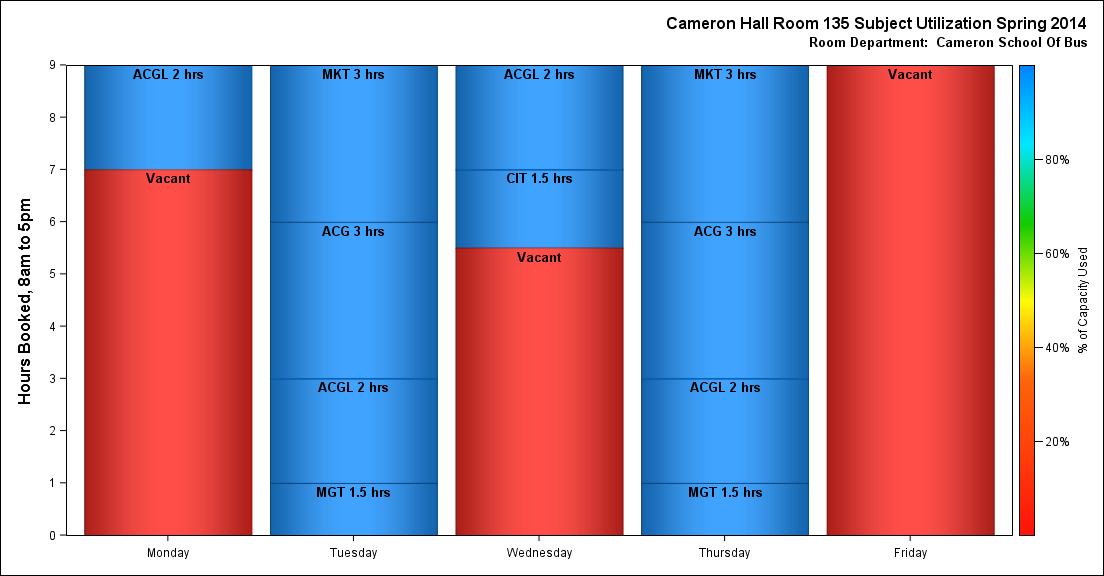 Cameron Hall Room 135 Subject Utilization Spring 2014
Room Department:  Cameron School Of Bus
Hours Booked, 8am to 5pm
9
8
7
6
5
4
3
2
1
0
ACGL 2 hrs
Vacant
MKT 3 hrs
ACG 3 hrs
ACGL 2 hrs
MGT 1.5 hrs
ACGL 2 hrs
CIT 1.5 hrs
Vacant
MKT 3 hrs
ACG 3 hrs
ACGL 2 hrs
MGT 1.5 hrs
Vacant
Monday
Tuesday
Wednesday
Thursday
Friday
80%
60%
40%
20%
% of Capacity Used